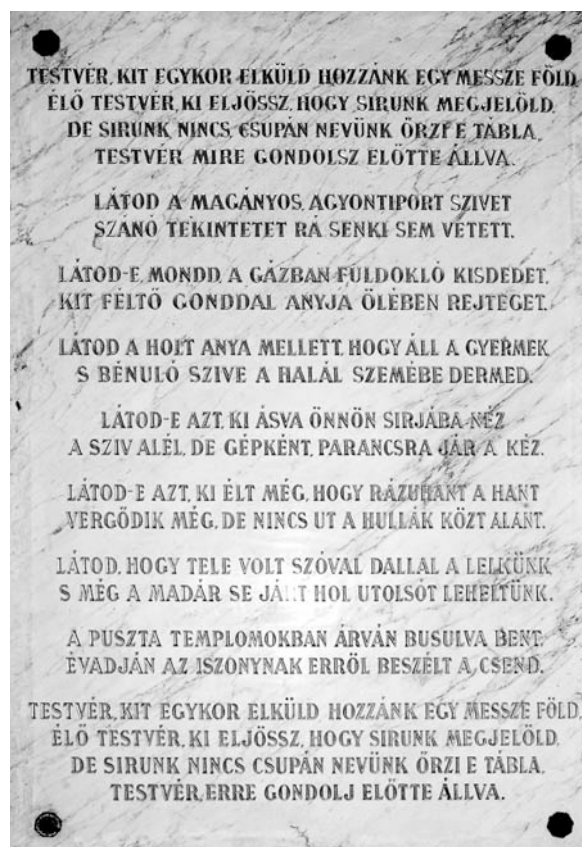 TESTVÉR, KIT EGYKOR ELKÜLD HOZZÁNK EGY MESSZE FÖLD,
ÉLŐ TESTVÉR, KI ELJÖSSZ, HOGY SIRUNK MEGJELÖLD,
DE SIRUNK NINCS, CSUPÁN NEVÜNK ŐRZI E TÁBLA,
TESTVÉR MIRE GONDOLSZ ELŐTTE ÁLLVA.
LÁTOD A MAGÁNYOS, AGYONTIPORT SZIVET
SZÁNÓ TEKINTETET RÁ SENKI SEM VETETT.
LÁTOD-E, MONDD, A GÁZBAN FULDOKLÓ KISDEDET,
KIT FÉLTŐ GONDDAL ANYJA ÖLÉBEN REJTEGET.
LÁTOD A HOLT ANYA MELLETT, HOGY ÁLL A GYERMEK
S BÉNULÓ SZIVE A HALÁL SZEMÉBE DERMED.
LÁTOD-E AZT, KI ÁSVA ÖNNÖN SIRJÁBA NÉZ
A SZIV ALÉL, DE GÉPKÉNT, PARANCSRA JÁR A KÉZ.
LÁTOD-E AZT, KI ÉLT MÉG, HOGY RÁZUHANT A HANT
VERGŐDIK MÉG, DE NINCS UT A HULLÁK KÖZT ALANT.
LÁTOD, HOGY TELE VOLT SZÓVAL DALLAL A LELKÜNK
S MÉG A MADÁR SE JÁRT HOL UTOLSÓT LEHELTÜNK.
A PUSZTA TEMPLOMOKBAN ÁRVÁN BUSULVA BENT,
ÉVADJÁN AZ ISZONYNAK ERRŐL BESZÉLT A CSEND.
TESTVÉR, KIT EGYKOR ELKÜLD HOZZÁNK EGY MESSZE FÖLD,
ÉLŐ TESTVÉR, KI ELJÖSSZ, HOGY SIRUNK MEGJELÖLD,
DE SIRUNK NINCS CSUPÁN NEVÜNK ŐRZI E TÁBLA,
TESTVÉR, ERRE GONDOLJ ELŐTTE ÁLLVA.